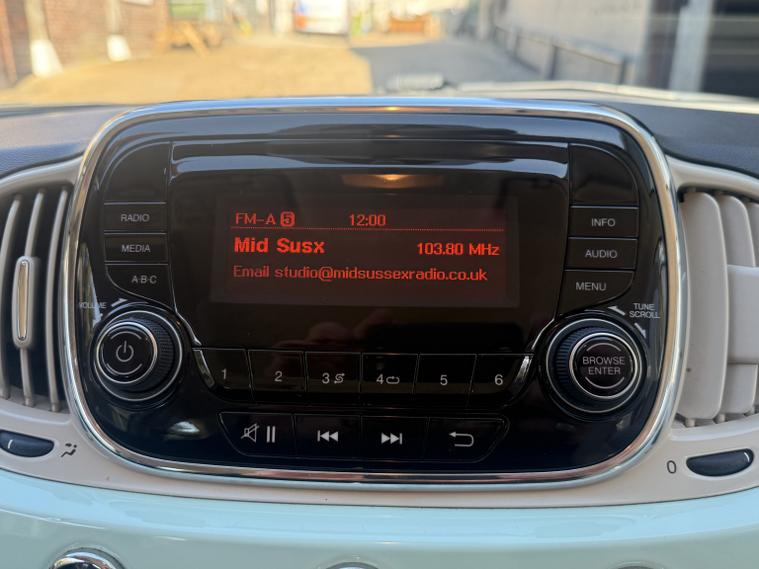 FM-A 5 12:00
Mid Susx 103.80 MHz
Email studio@midsussexradio.co.uk
RADIO
MEDIA
A·B·C
INFO
AUDIO
MENU
VOLUME
TUNE
SCROLL
BROWSE
ENTER
1 2 3 4 5 6
0